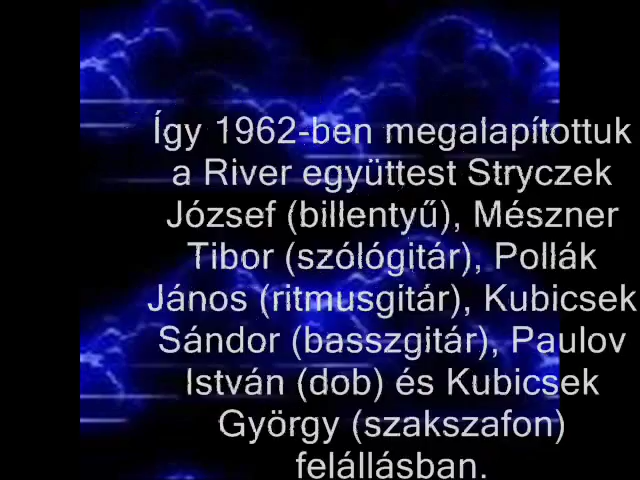 Így 1962-ben megalapítottuk
a River együttest Stryczek
József (billentyű), Mészner
Tibor (szólógitár), Pollák
János (ritmusgitár), Kubicsek
Sándor (basszgitár), Paulov
István (dob) és Kubicsek
György (szakszafon)
felállásban.